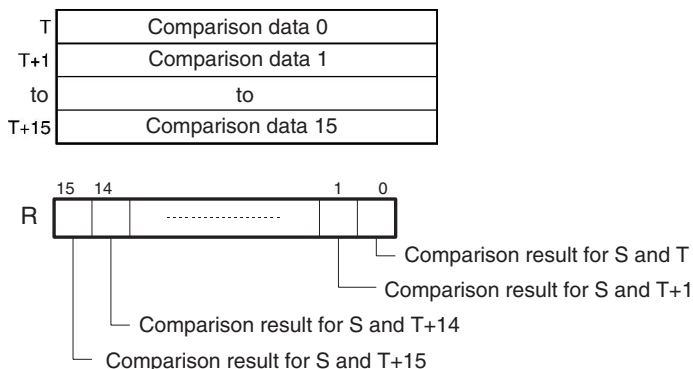 T Comparison data 0
T+1 Comparison data 1
to to
T+15 Comparison data 15
15 14 1 0
R
Comparison result for S and T
Comparison result for S and T+1
Comparison result for S and T+14
Comparison result for S and T+15